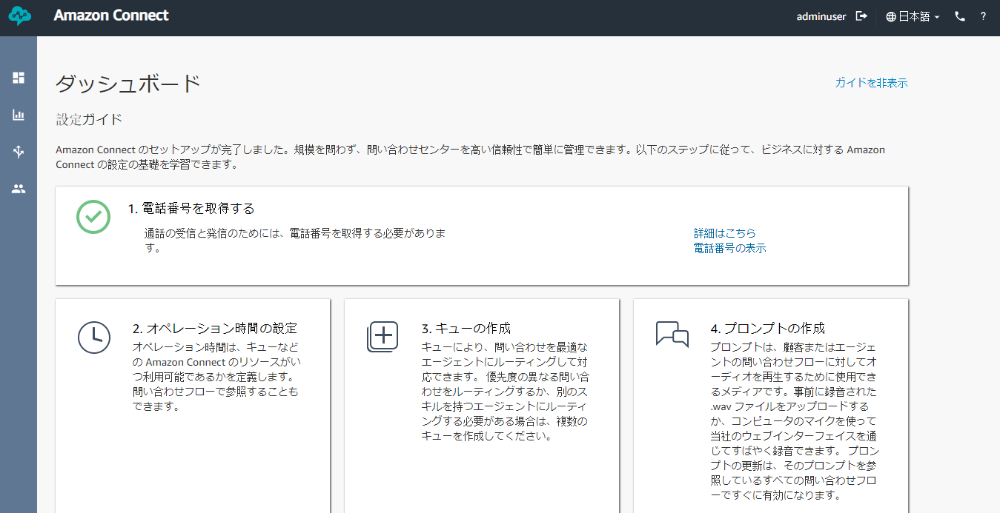 Amazon Connect
adminuser
日本語
?
ダッシュボード
ガイドを非表示
設定ガイド
Amazon Connect のセットアップが完了しました。規模を問わず、問い合わせセンターを高い信頼性で簡単に管理できます。以下のステップに従って、ビジネスに対する Amazon
Connect の設定の基礎を学習できます。
1. 電話番号を取得する
通話の受信と発信のためには、電話番号を取得する必要がありま
す。
詳細はこちら
電話番号の表示
2. オペレーション時間の設定
オペレーション時間は、キューなど
の Amazon Connect のリソースがい
つ利用可能であるかを定義します。
問い合わせフローで参照することも
できます。
3. キューの作成
キューにより、問い合わせを最適な
エージェントにルーティングして対
応できます。 優先度の異なる問い合
わせをルーティングするか、別のス
キルを持つエージェントにルーティ
ングする必要がある場合は、複数の
キューを作成してください。
4. プロンプトの作成
プロンプトは、顧客またはエージェ
ントの問い合わせフローに対してオ
ーディオを再生するために使用でき
るメディアです。事前に録音された
.wav ファイルをアップロードする
か、コンピュータのマイクを使って
当社のウェブインターフェイスを通
じてすばやく録音できます。 プロン
プトの更新は、そのプロンプトを参
照しているすべての問い合わせフロ
ーですぐに有効になります。